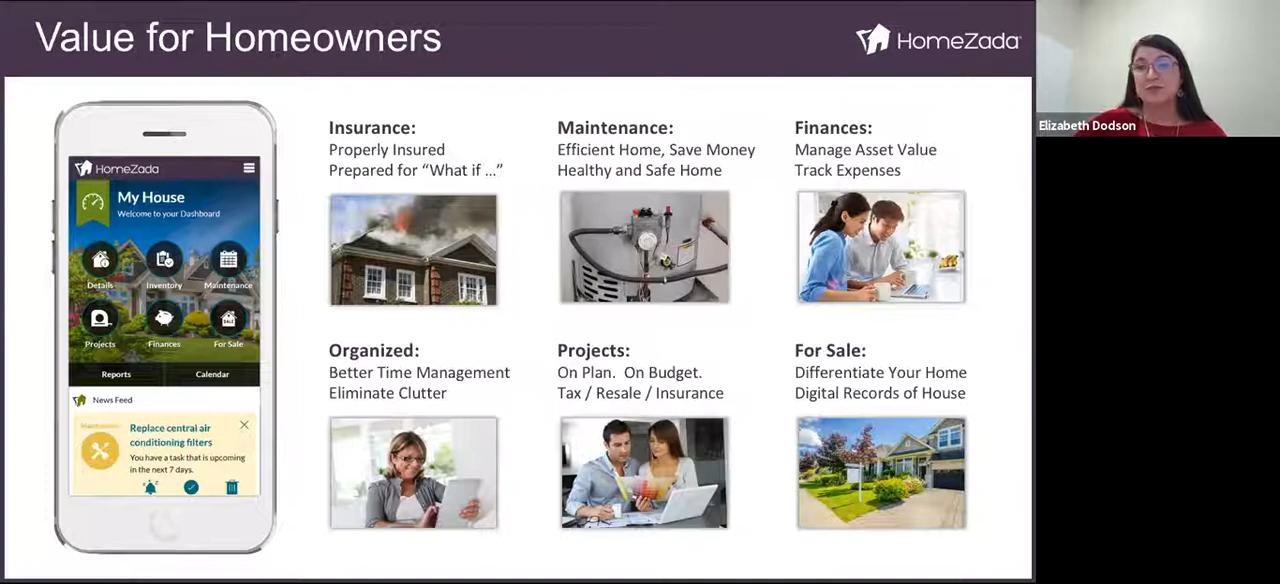 Value for Homeowners
HomeZada
Elizabeth Dodson
HomeZada
My House
Welcome to your Dashboard
Details
Inventory
Maintenance
Projects
Finances
For Sale
Reports
Calendar
News Feed
Maintenance
Replace central air
conditioning filters
You have a task that is upcoming
in the next 7 days.
Insurance:
Properly Insured
Prepared for “What if ...”
Maintenance:
Efficient Home, Save Money
Healthy and Safe Home
Finances:
Manage Asset Value
Track Expenses
Organized:
Better Time Management
Eliminate Clutter
Projects:
On Plan. On Budget.
Tax / Resale / Insurance
For Sale:
Differentiate Your Home
Digital Records of House